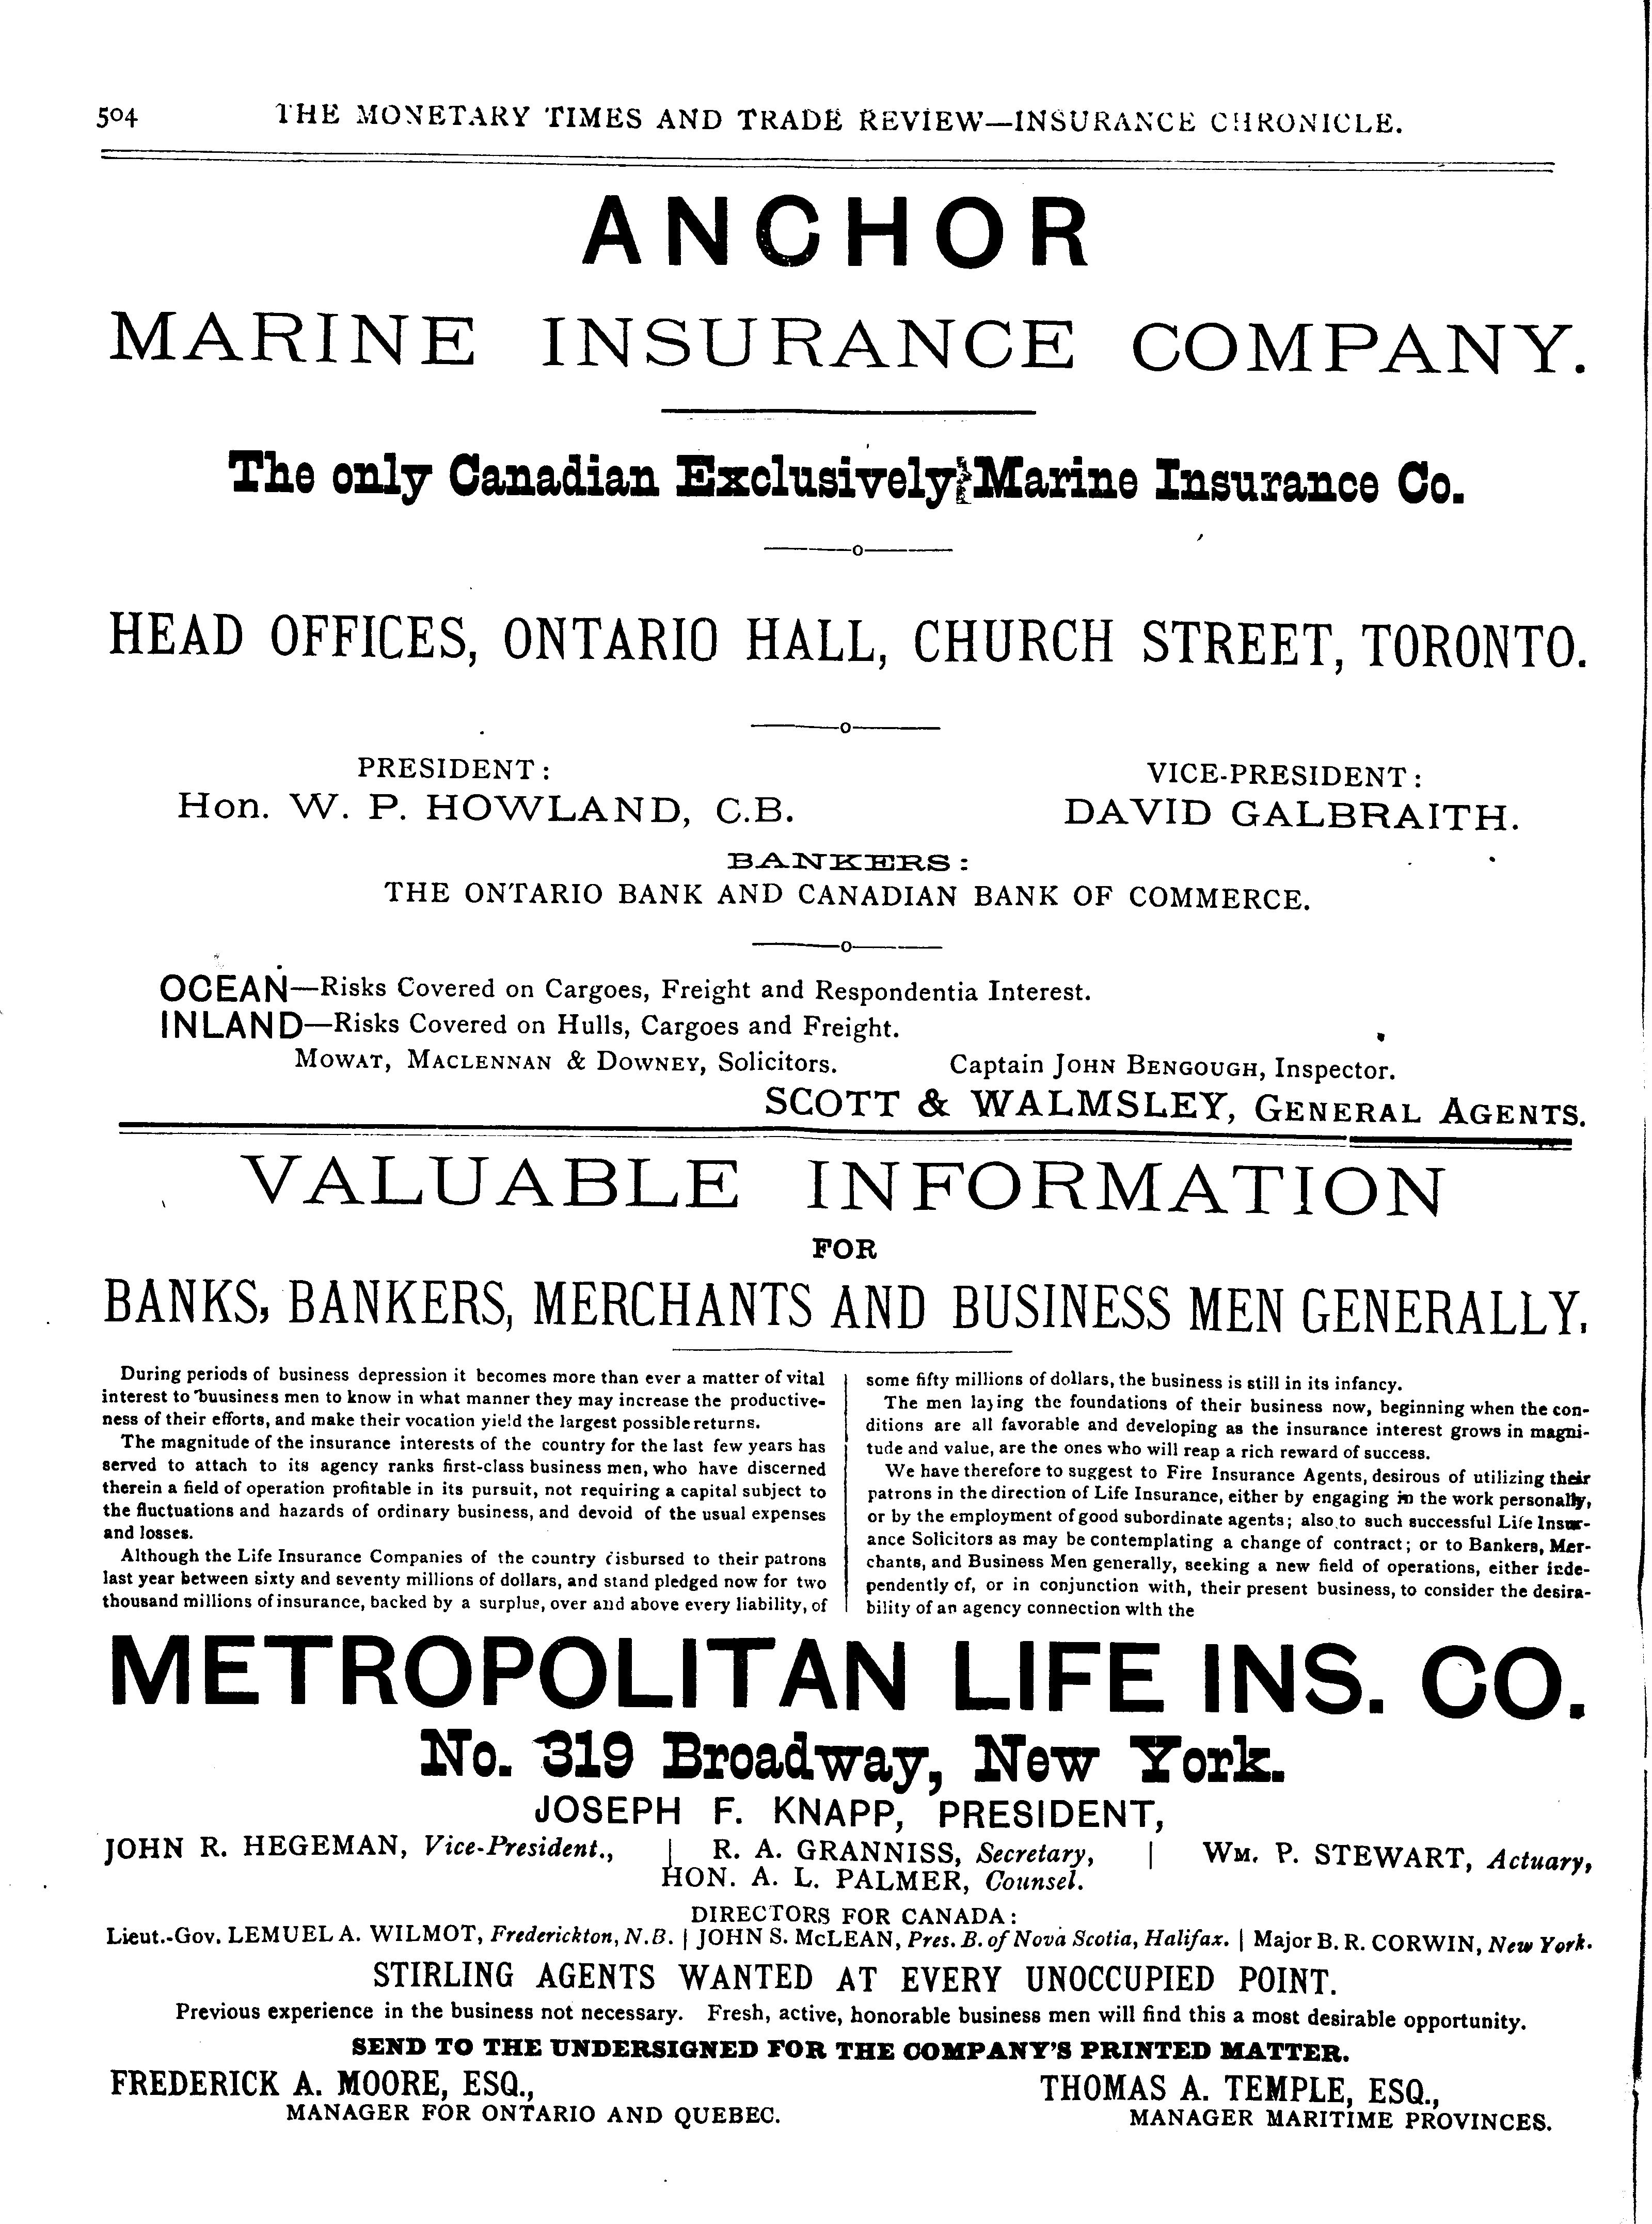 504 THE MONETARY TIMES AND TRADE REVIEW—INSURANCE CHRONICLE.
ANCHOR
MARINE INSURANCE COMPANY.
The only Canadian Exclusively Marine Insurance Co.
HEAD OFFICES, ONTARIO HALL, CHURCH STREET, TORONTO.
PRESIDENT: VICE-PRESIDENT:
Hon. W. P. HOWLAND, C.B. DAVID GALBRAITH.
BANKERS:
THE ONTARIO BANK AND CANADIAN BANK OF COMMERCE.
OCEAN—Risks Covered on Cargoes, Freight and Respondentia Interest.
INLAND—Risks Covered on Hulls, Cargoes and Freight.
MOWAT, MACLENNAN & DOWNEY, Solicitors. Captain JOHN BENGOUGH, Inspector.
SCOTT & WALMSLEY, GENERAL AGENTS.
VALUABLE INFORMATION
FOR
BANKS, BANKERS, MERCHANTS AND BUSINESS MEN GENERALLY.
During periods of business depression it becomes more than ever a matter of vital
interest to buusiness men to know in what manner they may increase the productive-
ness of their efforts, and make their vocation yield the largest possible returns.
The magnitude of the insurance interests of the country for the last few years has
served to attach to its agency ranks first-class business men, who have discerned
therein a field of operation profitable in its pursuit, not requiring a capital subject to
the fluctuations and hazards of ordinary business, and devoid of the usual expenses
and losses.
Although the Life Insurance Companies of the country disbursed to their patrons
last year between sixty and seventy millions of dollars, and stand pledged now for two
thousand millions of insurance, backed by a surplus, over and above every liability, of
some fifty millions of dollars, the business is still in its infancy.
The men laying the foundations of their business now, beginning when the con-
ditions are all favorable and developing as the insurance interest grows in magni-
tude and value, are the ones who will reap a rich reward of success.
We have therefore to suggest to Fire Insurance Agents, desirous of utilizing their
patrons in the direction of Life Insurance, either by engaging in the work personally,
or by the employment of good subordinate agents; also to such successful Life Insur-
ance Solicitors as may be contemplating a change of contract; or to Bankers, Mer-
chants, and Business Men generally, seeking a new field of operations, either inde-
pendently of, or in conjunction with, their present business, to consider the desira-
bility of an agency connection with the
METROPOLITAN LIFE INS. CO.
No. 319 Broadway, New York.
JOSEPH F. KNAPP, PRESIDENT,
JOHN R. HEGEMAN, Vice-President., | R. A. GRANNISS, Secretary, | WM. P. STEWART, Actuary,
HON. A. L. PALMER, Counsel.
DIRECTORS FOR CANADA:
Lieut.-Gov. LEMUEL A. WILMOT, Frederickton, N.B. | JOHN S. McLEAN, Pres. B. of Nova Scotia, Halifax. | Major B. R. CORWIN, New York.
STIRLING AGENTS WANTED AT EVERY UNOCCUPIED POINT.
Previous experience in the business not necessary. Fresh, active, honorable business men will find this a most desirable opportunity.
SEND TO THE UNDERSIGNED FOR THE COMPANY'S PRINTED MATTER.
FREDERICK A. MOORE, ESQ., THOMAS A. TEMPLE, ESQ.,
MANAGER FOR ONTARIO AND QUEBEC. MANAGER MARITIME PROVINCES.